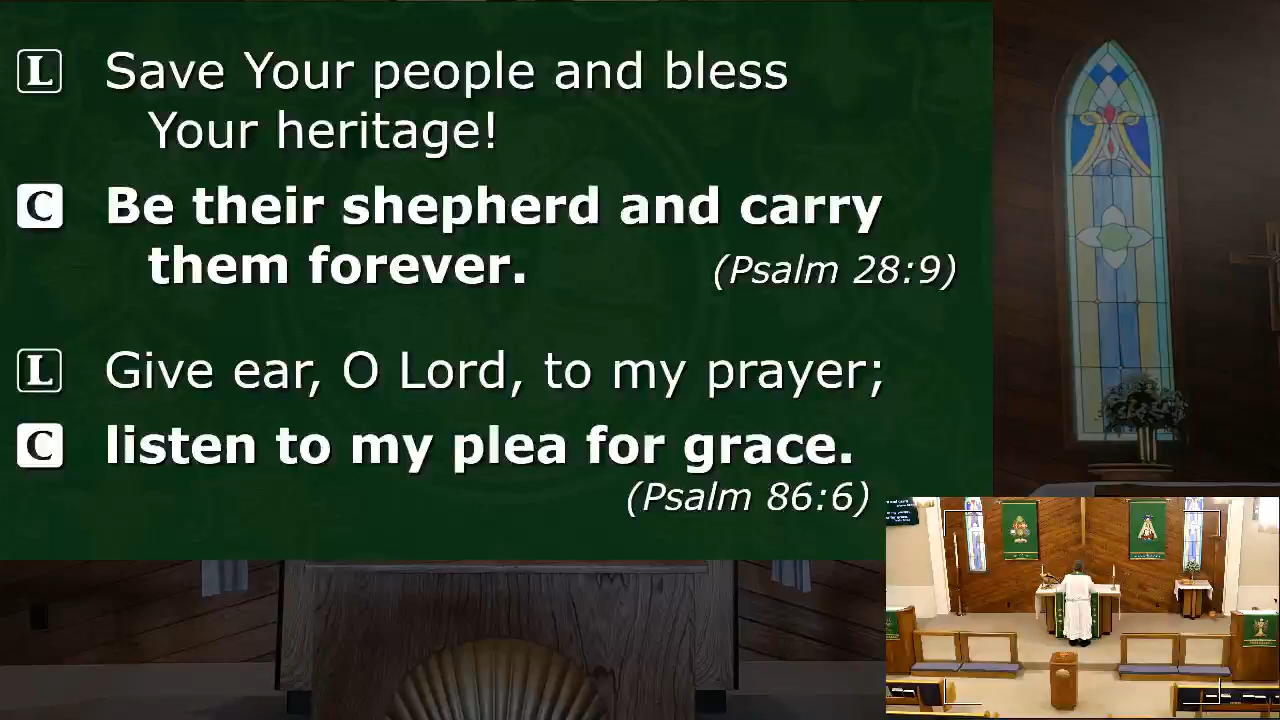 L Save Your people and bless
Your heritage!
C Be their shepherd and carry
them forever. (Psalm 28:9)
L Give ear, O Lord, to my prayer;
C listen to my plea for grace.
(Psalm 86:6)